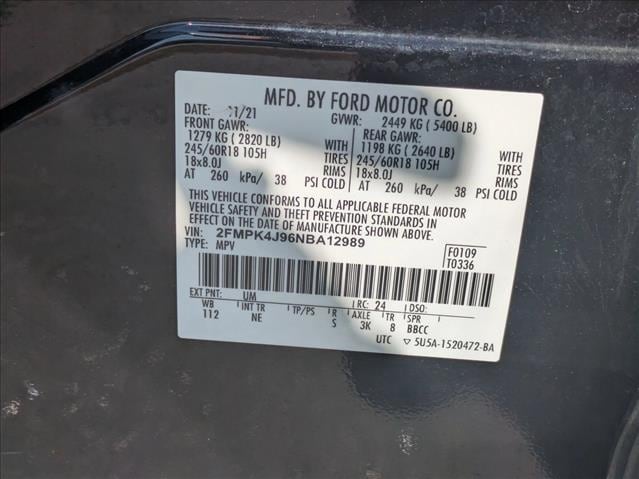 MFD. BY FORD MOTOR CO.
DATE: 11/21 GVWR: 2449 KG ( 5400 LB)
FRONT GAWR: REAR GAWR:
1279 KG ( 2820 LB) WITH 1198 KG ( 2640 LB) WITH
245/60R18 105H TIRES 245/60R18 105H TIRES
18x8.0J RIMS 18x8.0J RIMS
AT 260 kPa/ 38 PSI COLD AT 260 kPa/ 38 PSI COLD
THIS VEHICLE CONFORMS TO ALL APPLICABLE FEDERAL MOTOR
VEHICLE SAFETY AND THEFT PREVENTION STANDARDS IN
EFFECT ON THE DATE OF MANUFACTURE SHOWN ABOVE.
VIN: 2FMPK4J96NBA12989 F0109
TYPE: MPV T0336
EXT PNT: UM RC: 24 DSO:
WB INT TR TP/PS R AXLE TR SPR
112 NE S 3K 8 BBCC
UTC ▽ 5U5A-1520472-BA